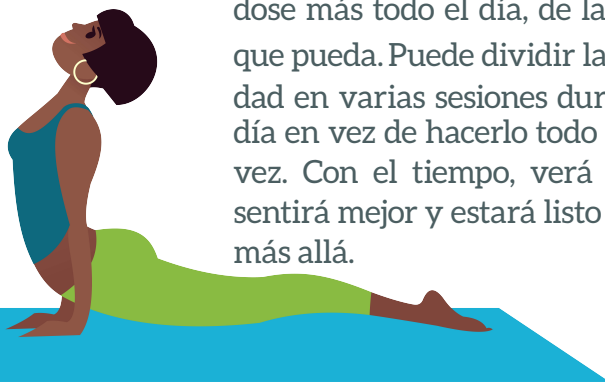 dose más todo el día, de la
que pueda. Puede dividir la
dad en varias sesiones dur
día en vez de hacerlo todo
vez. Con el tiempo, verá
sentirá mejor y estará listo
más allá.